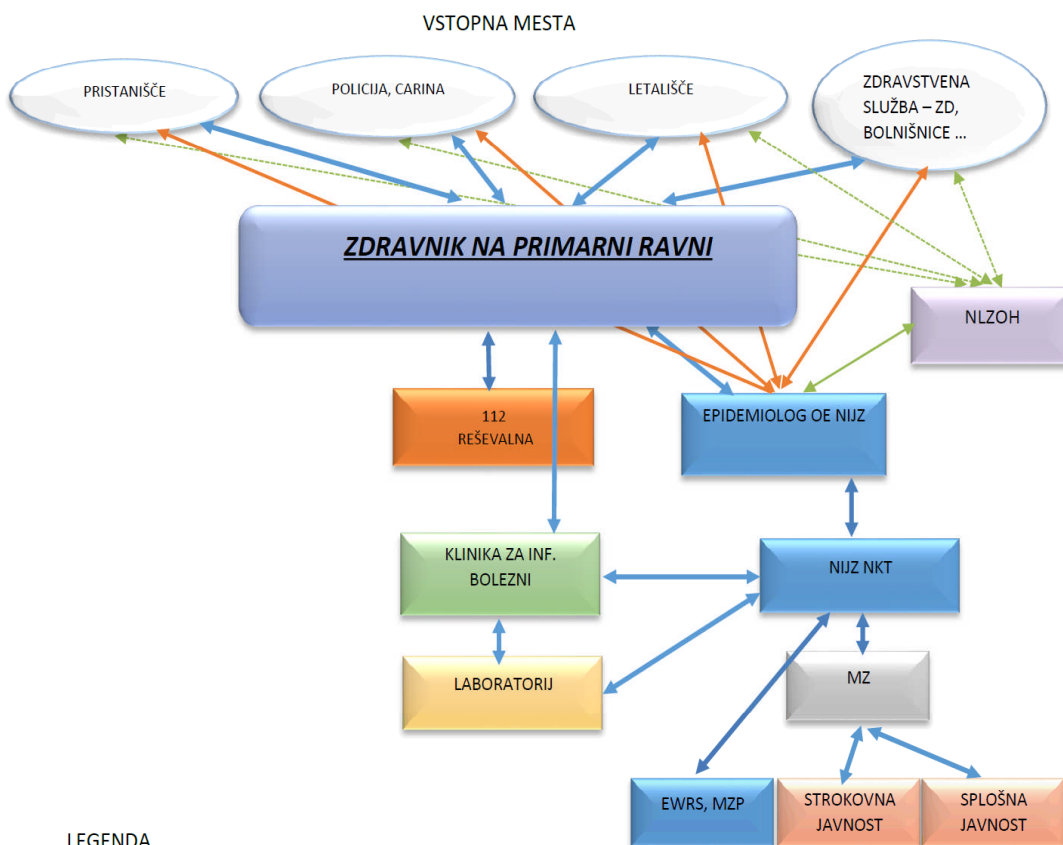 VSTOPNA MESTA
PRISTANIŠČE
POLICIJA, CARINA
LETALIŠČE
ZDRAVSTVENA
SLUŽBA – ZD,
BOLNIŠNICE ...
ZDRAVNIK NA PRIMARNI RAVNI
NLZOH
112
REŠEVALNA
EPIDEMIOLOG OE NIJZ
KLINIKA ZA INF.
BOLEZNI
NIJZ NKT
LABORATORIJ
MZ
EWRS, MZP
STROKOVNA
JAVNOST
SPLOŠNA
JAVNOST
LEGENDA